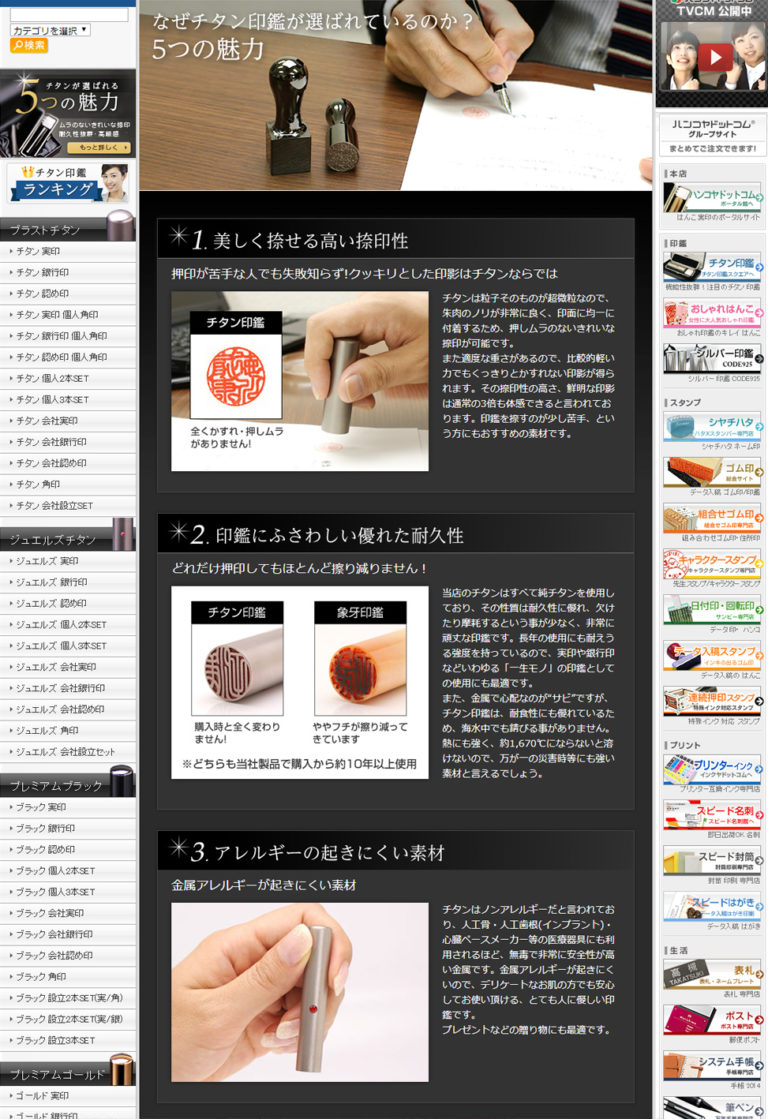 カテゴリを選択
検索
チタンが選ばれる
5つの魅力
ムラのないきれいな捺印
耐久性抜群・高級感
もっと詳しく
チタン印鑑
ランキング
ブラストチタン
チタン 実印
チタン 銀行印
チタン 認め印
チタン 実印 個人角印
チタン 銀行印 個人角印
チタン 認め印 個人角印
チタン 個人2本SET
チタン 個人3本SET
チタン 会社実印
チタン 会社銀行印
チタン 会社認め印
チタン 角印
チタン 会社設立SET
ジュエルズチタン
ジュエルズ 実印
ジュエルズ 銀行印
ジュエルズ 認め印
ジュエルズ 個人2本SET
ジュエルズ 個人3本SET
ジュエルズ 会社実印
ジュエルズ 会社銀行印
ジュエルズ 会社認め印
ジュエルズ 角印
ジュエルズ 会社設立セット
プレミアムブラック
ブラック 実印
ブラック 銀行印
ブラック 認め印
ブラック 個人2本SET
ブラック 個人3本SET
ブラック 会社実印
ブラック 会社銀行印
ブラック 会社認め印
ブラック 角印
ブラック 設立2本SET(実/角)
ブラック 設立2本SET(実/銀)
ブラック 設立3本SET
プレミアムゴールド
ゴールド 実印
ゴールド 銀行印
なぜチタン印鑑が選ばれているのか？
5つの魅力
1. 美しく捺せる高い捺印性
押印が苦手な人でも失敗知らず!クッキリとした印影はチタンならでは
チタン印鑑
全くかすれ・押しムラ
がありません!
チタンは粒子そのものが超微粒なので、
朱肉のノリが非常に良く、印面に均一に
付着するため、押しムラのないきれいな
捺印が可能です。
また適度な重さがあるので、比較的軽い
力でもくっきりとかすれない印影が得ら
れます。その捺印性の高さ、鮮明な印影
は通常の3倍も体感できると言われてお
ります。印鑑を捺すのが少し苦手、とい
う方にもおすすめの素材です。
2. 印鑑にふさわしい優れた耐久性
どれだけ押印してもほとんど擦り減りません！
チタン印鑑
象牙印鑑
購入時と全く変わり
ません!
ややフチが擦り減って
きています
※どちらも当社製品で購入から約10年以上使用
当店のチタンはすべて純チタンを使用し
ており、その性質は耐久性に優れ、欠け
たり摩耗するという事が少なく、非常に
頑丈な印鑑です。長年の使用にも耐えう
る強度を持っているので、実印や銀行印
などいわゆる「一生モノ」の印鑑として
の使用にも最適です。
また、金属で心配なのが“サビ”ですが、
チタン印鑑は、耐食性にも優れているた
め、海水中でも錆びる事がありません。
熱にも強く、約1,670℃にならないと溶
けないので、万が一の災害時等にも強い
素材と言えるでしょう。
3. アレルギーの起きにくい素材
金属アレルギーが起きにくい素材
チタンはノンアレルギーだと言われてお
り、人工骨・人工歯根(インプラント)・
心臓ペースメーカー等の医療器具にも利
用されるほど、無毒で非常に安全性が高
い金属です。金属アレルギーが起きにく
いので、デリケートなお肌の方でも安心
してお使い頂ける、とても人に優しい印
鑑です。
プレゼントなどの贈り物にも最適です。
TVCM 公開中
ハンコヤドットコム®
グループサイト
まとめてご注文できます!
本店
ハンコヤドットコム
ポータル館へ
はんこ 実印のポータルサイト
印鑑
チタン印鑑
チタン印鑑スクエアへ
機能性抜群！注目のチタン 印鑑
おしゃれはんこ
女性に大人気おしゃれ印鑑
おしゃれ印鑑のキレイ はんこ
シルバー印鑑
CODE925
シルバー 印鑑 CODE925
スタンプ
シヤチハタ
シヤチハタ ネーム印
ゴム印
総合サイト
データ入稿 ゴム印/印鑑
組合せゴム印
組合せゴム印専門店
組み合わせゴム印・住所印
キャラクタースタンプ
キャラクタースタンプ専門店
先生スタンプ/キャラクタースタンプ
日付印・回転印
サンビー専門店
データ印・ハンコ
データ入稿スタンプ
インキの出るゴム印
データ入稿の はんこ
連続押印スタンプ
特殊インク対応スタンプ
特殊インク 対応 スタンプ
プリント
プリンターインク
インクヤドットコムへ
プリンター互換インク専門店
スピード名刺
スピード名刺館へ
即日出荷OK 名刺
スピード封筒
封筒印刷専門店
封筒 印刷 専門店
スピードはがき
データ入稿はがき印刷
データ入稿 はがき
生活
髙槻
TAKATSUKI
表札
表札・ネームプレート
表札 専門店
ポスト
ポスト専門店
郵便ポスト
システム手帳
手帳専門店
手帳 2014
筆ペン